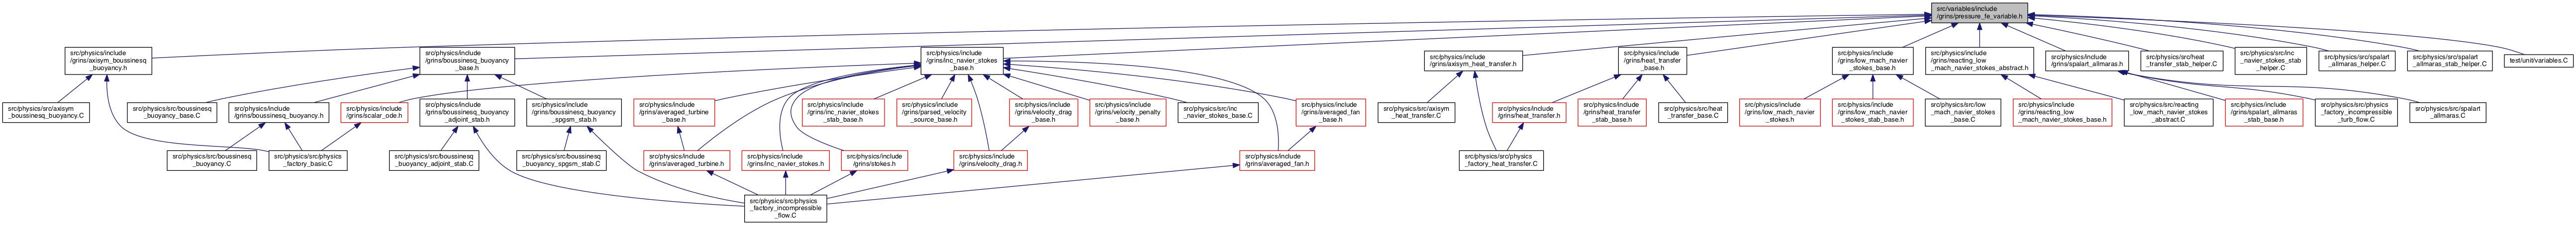 src/variables/include
/grins/pressure_fe_variable.h
src/physics/include
/grins/axisym_boussinesq
_buoyancy.h
src/physics/include
/grins/boussinesq_buoyancy
_base.h
src/physics/include
/grins/inc_navier_stokes
_base.h
src/physics/include
/grins/axisym_heat_transfer.h
src/physics/include
/grins/heat_transfer
_base.h
src/physics/include
/grins/low_mach_navier
_stokes_base.h
src/physics/include
/grins/reacting_low
_mach_navier_stokes_abstract.h
src/physics/include
/grins/spalart_allmaras.h
src/physics/src/heat
_transfer_stab_helper.C
src/physics/src/inc
_navier_stokes_stab
_helper.C
src/physics/src/spalart
_allmaras_helper.C
src/physics/src/spalart
_allmaras_stab_helper.C
test/unit/variables.C
src/physics/src/axisym
_boussinesq_buoyancy.C
src/physics/src/boussinesq
_buoyancy_base.C
src/physics/include
/grins/boussinesq_buoyancy.h
src/physics/include
/grins/scalar_ode.h
src/physics/include
/grins/boussinesq_buoyancy
_adjoint_stab.h
src/physics/include
/grins/boussinesq_buoyancy
_spgsm_stab.h
src/physics/include
/grins/averaged_turbine
_base.h
src/physics/include
/grins/inc_navier_stokes
_stab_base.h
src/physics/include
/grins/parsed_velocity
_source_base.h
src/physics/include
/grins/velocity_drag
_base.h
src/physics/include
/grins/velocity_penalty
_base.h
src/physics/src/inc
_navier_stokes_base.C
src/physics/include
/grins/averaged_fan
_base.h
src/physics/src/axisym
_heat_transfer.C
src/physics/include
/grins/heat_transfer.h
src/physics/include
/grins/heat_transfer
_stab_base.h
src/physics/src/heat
_transfer_base.C
src/physics/include
/grins/low_mach_navier
_stokes.h
src/physics/include
/grins/low_mach_navier
_stokes_stab_base.h
src/physics/src/low
_mach_navier_stokes
_base.C
src/physics/include
/grins/reacting_low
_mach_navier_stokes_base.h
src/physics/src/reacting
_low_mach_navier_stokes
_abstract.C
src/physics/include
/grins/spalart_allmaras
_stab_base.h
src/physics/src/physics
_factory_incompressible
_turb_flow.C
src/physics/src/spalart
_allmaras.C
src/physics/src/boussinesq
_buoyancy.C
src/physics/src/physics
_factory_basic.C
src/physics/src/boussinesq
_buoyancy_adjoint_stab.C
src/physics/src/boussinesq
_buoyancy_spgsm_stab.C
src/physics/include
/grins/averaged_turbine.h
src/physics/include
/grins/inc_navier_stokes.h
src/physics/include
/grins/stokes.h
src/physics/include
/grins/velocity_drag.h
src/physics/include
/grins/averaged_fan.h
src/physics/src/physics
_factory_heat_transfer.C
src/physics/src/physics
_factory_incompressible
_flow.C